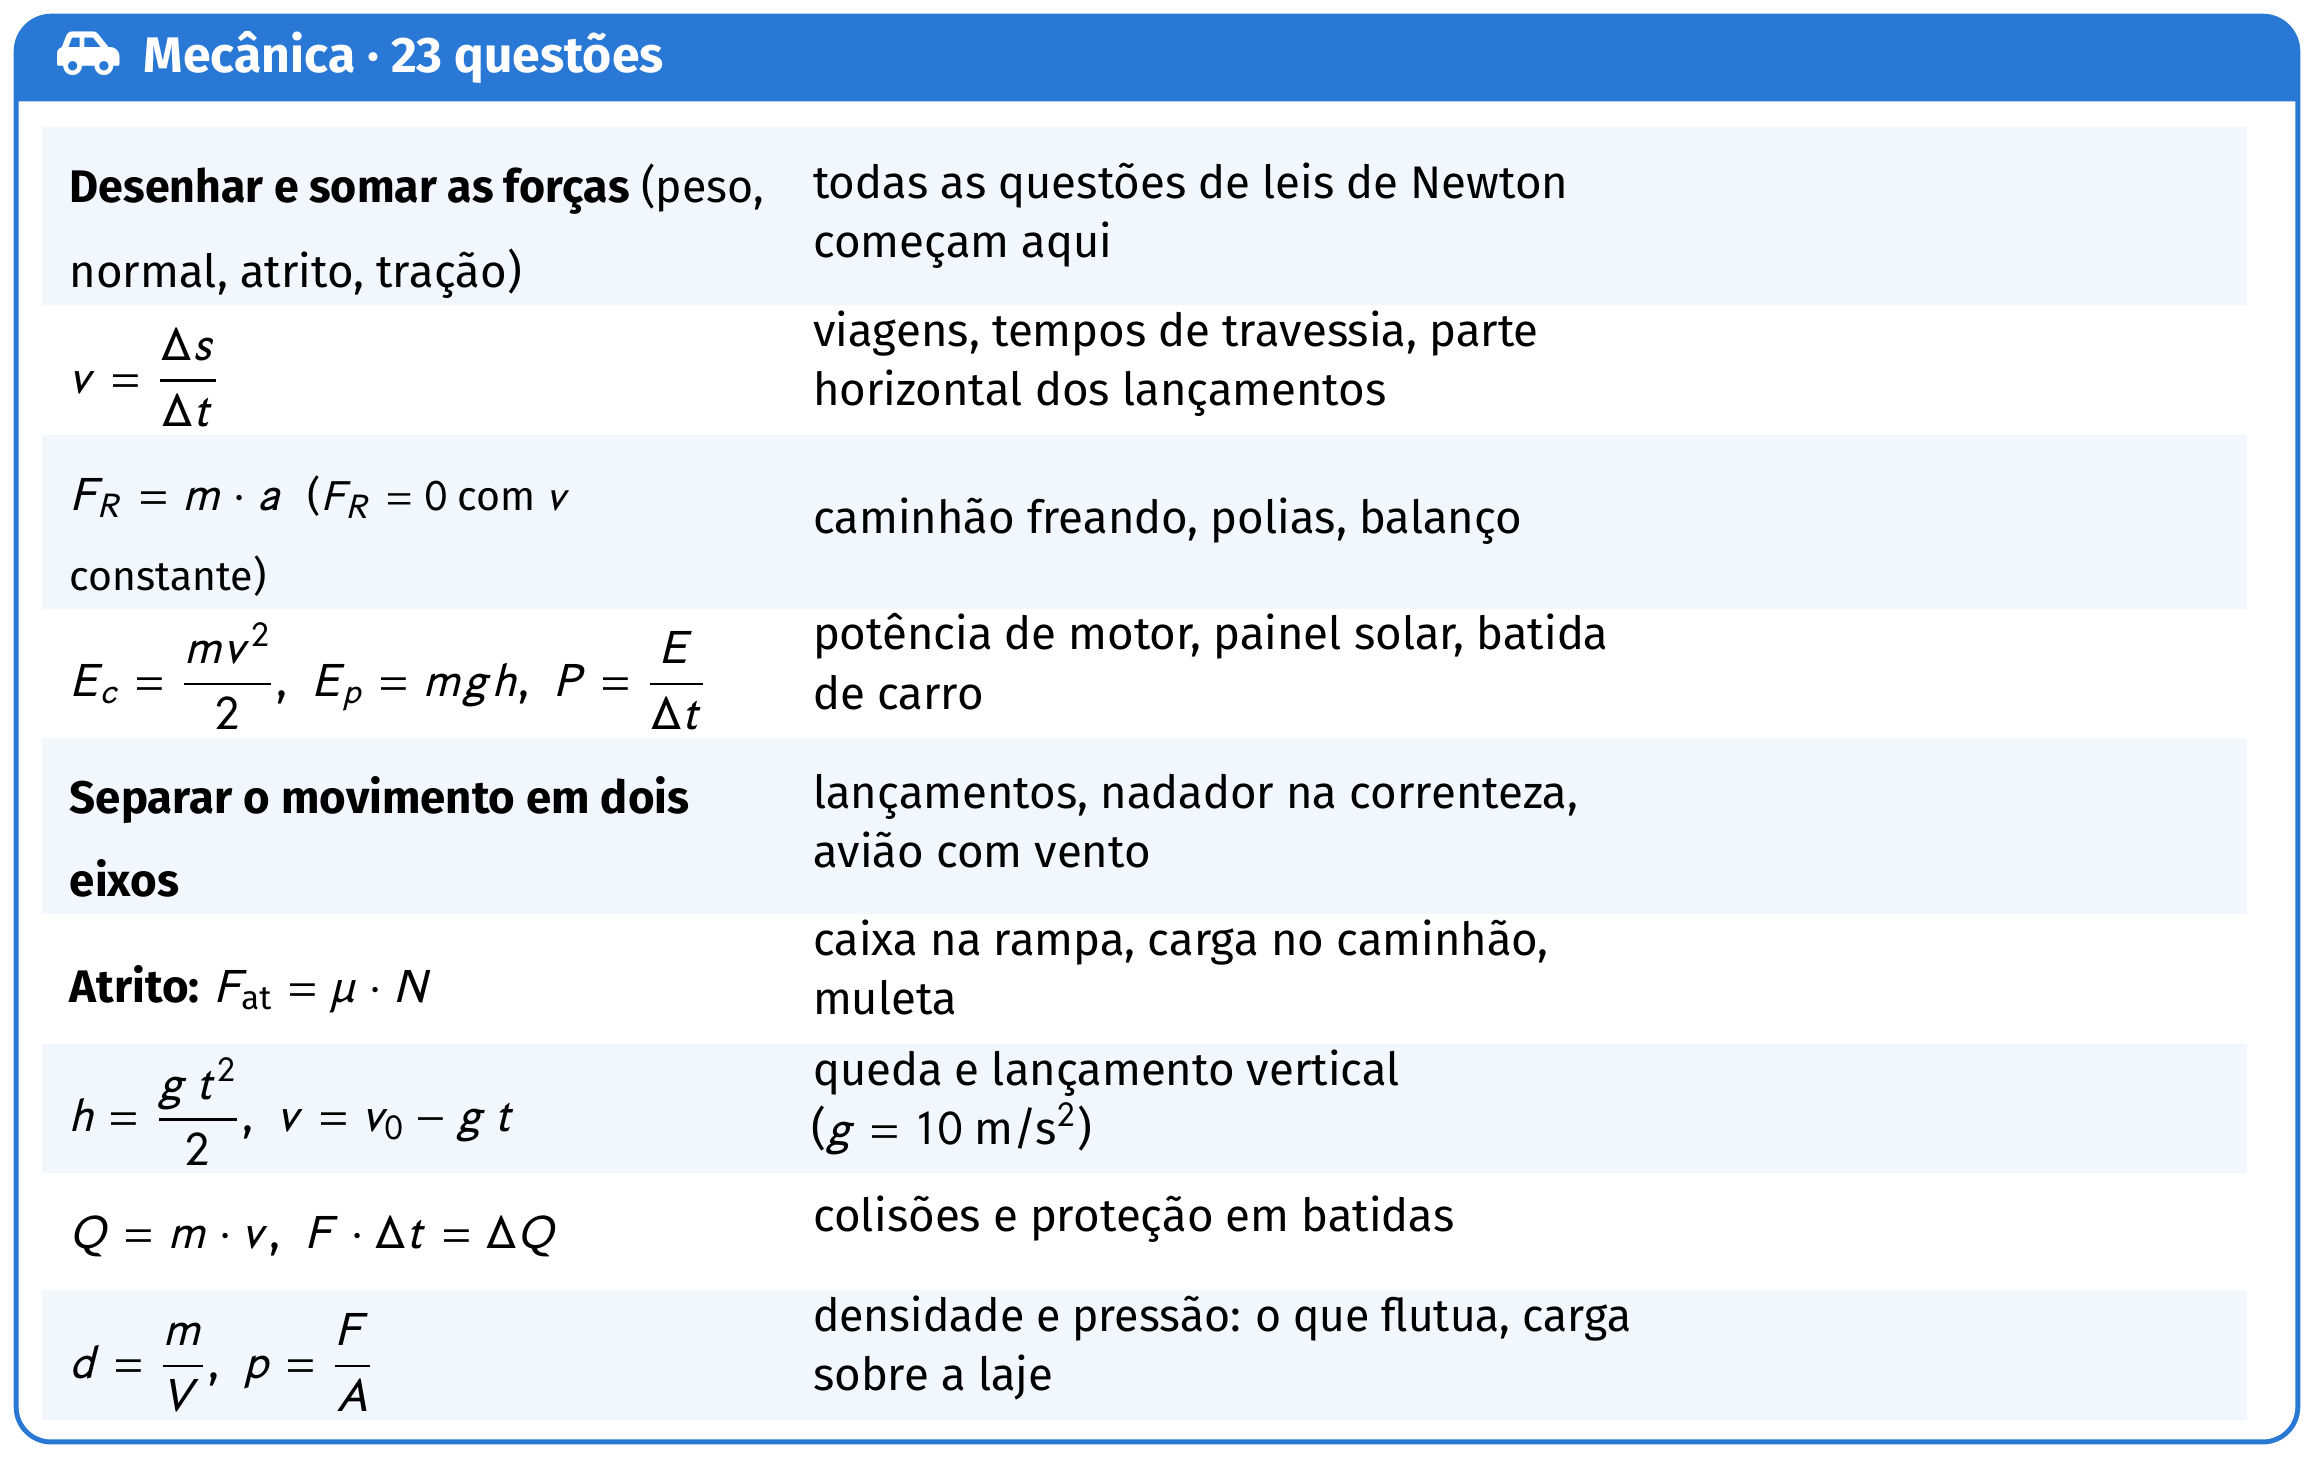 Mecânica · 23 questões
Desenhar e somar as forças (peso,
normal, atrito, tração)
todas as questões de leis de Newton
começam aqui
v = Δs/Δt
viagens, tempos de travessia, parte
horizontal dos lançamentos
F_R = m · a (F_R = 0 com v
constante)
caminhão freando, polias, balanço
E_c = mv²/2, E_p = mgh, P = E/Δt
potência de motor, painel solar, batida
de carro
Separar o movimento em dois
eixos
lançamentos, nadador na correnteza,
avião com vento
Atrito: F_at = μ · N
caixa na rampa, carga no caminhão,
muleta
h = g t²/2, v = v₀ − g t
queda e lançamento vertical
(g = 10 m/s²)
Q = m · v, F · Δt = ΔQ
colisões e proteção em batidas
d = m/V, p = F/A
densidade e pressão: o que flutua, carga
sobre a laje